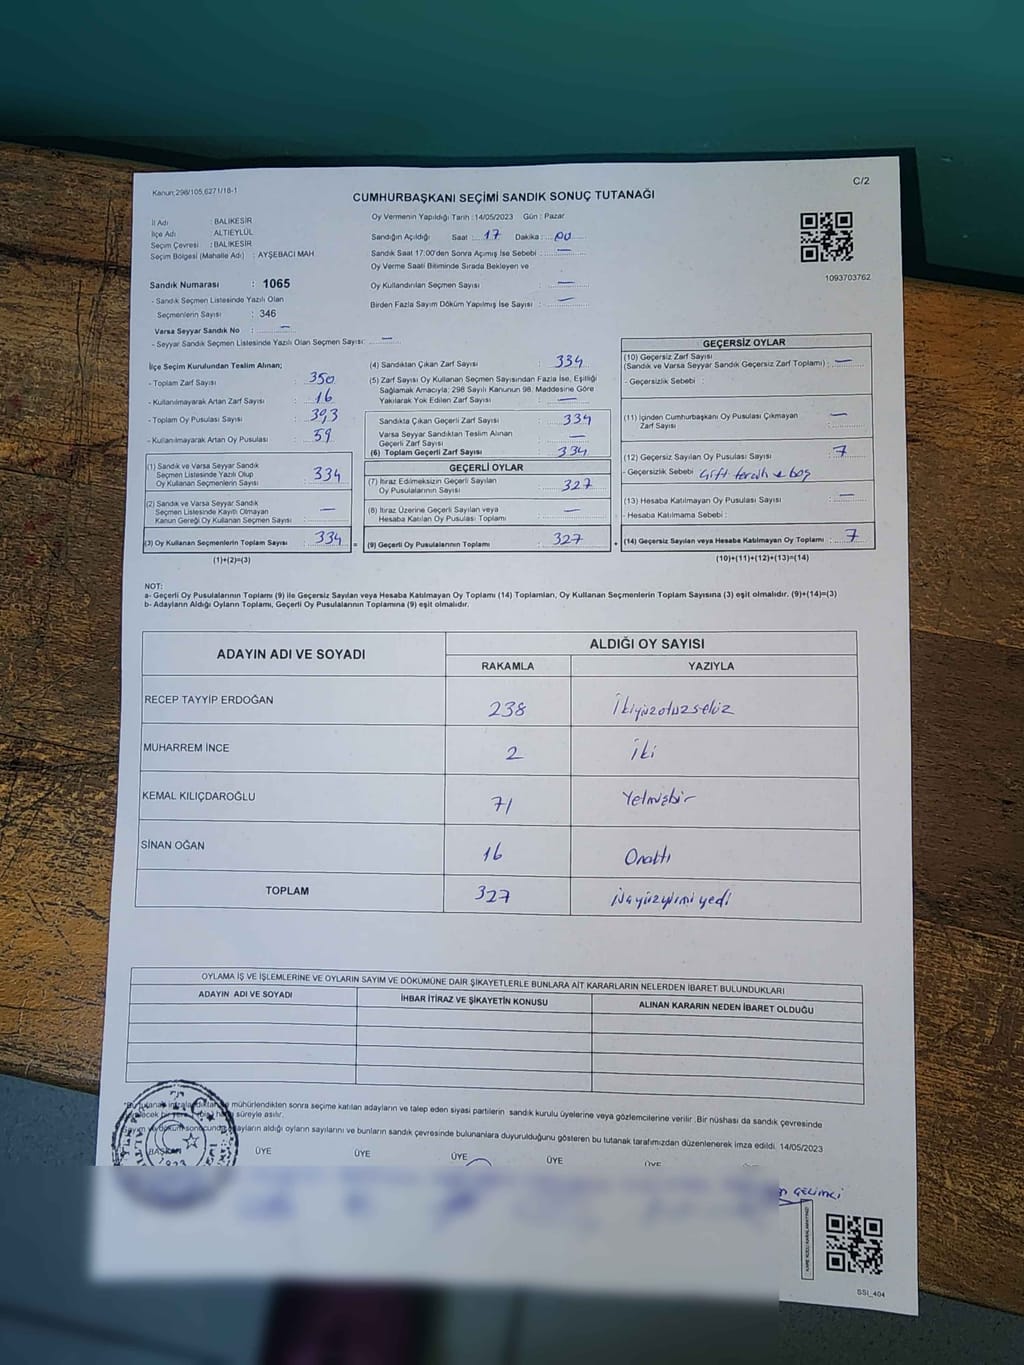 Kanun:298/105,6271/18-1
C/2
CUMHURBAŞKANI SEÇİMİ SANDIK SONUÇ TUTANAĞI
İl Adı : BALIKESİR
İlçe Adı : ALTIEYLÜL
Seçim Çevresi : BALIKESİR
Seçim Bölgesi (Mahalle Adı) : AYŞEBACI MAH
Oy Vermenin Yapıldığı Tarih :14/05/2023 Gün : Pazar
Sandığın Açıldığı Saat : 17 Dakika : 00
Sandık Saat 17:00'den Sonra Açımış İse Sebebi : —
Oy Verme Saati Bitiminde Sırada Bekleyen ve
Oy Kullandırılan Seçmen Sayısı : —
Birden Fazla Sayım Döküm Yapılmış İse Sayısı : —
1093703762
Sandık Numarası : 1065
- Sandık Seçmen Listesinde Yazılı Olan
Seçmenlerin Sayısı : 346
Varsa Seyyar Sandık No : —
- Seyyar Sandık Seçmen Listesinde Yazılı Olan Seçmen Sayısı : —
İlçe Seçim Kurulundan Teslim Alınan;
- Toplam Zarf Sayısı : 350
- Kullanılmayarak Artan Zarf Sayısı : 16
- Toplam Oy Pusulası Sayısı : 393
- Kullanılmayarak Artan Oy Pusulası : 59
(1) Sandık ve Varsa Seyyar Sandık
Seçmen Listesinde Yazılı Olup
Oy Kullanan Seçmenlerin Sayısı : 334
(2) Sandık ve Varsa Seyyar Sandık
Seçmen Listesinde Kayıtlı Olmayan
Kanun Gereği Oy Kullanan Seçmen Sayısı : —
(3) Oy Kullanan Seçmenlerin Toplam Sayısı : 334 =
(1)+(2)=(3)
(4) Sandıktan Çıkan Zarf Sayısı : 334
(5) Zarf Sayısı Oy Kullanan Seçmen Sayısından Fazla İse, Eşitliği
Sağlamak Amacıyla; 298 Sayılı Kanunun 98. Maddesine Göre
Yakılarak Yok Edilen Zarf Sayısı : —
Sandıkta Çıkan Geçerli Zarf Sayısı : 334
Varsa Seyyar Sandıktan Teslim Alınan
Geçerli Zarf Sayısı : —
(6) Toplam Geçerli Zarf Sayısı : 334
GEÇERLİ OYLAR
(7) İtiraz Edilmeksizin Geçerli Sayılan
Oy Pusulalarının Sayısı : 327
(8) İtiraz Üzerine Geçerli Sayılan veya
Hesaba Katılan Oy Pusulası Toplamı : —
(9) Geçerli Oy Pusulalarının Toplamı : 327 +
GEÇERSİZ OYLAR
(10) Geçersiz Zarf Sayısı
(Sandık ve Varsa Seyyar Sandık Geçersiz Zarf Toplamı) : —
- Geçersizlik Sebebi :
(11) İçinden Cumhurbaşkanı Oy Pusulası Çıkmayan
Zarf Sayısı : —
(12) Geçersiz Sayılan Oy Pusulası Sayısı : 7
- Geçersizlik Sebebi Çift tercih ve boş
(13) Hesaba Katılmayan Oy Pusulası Sayısı : —
- Hesaba Katılmama Sebebi :
(14) Geçersiz Sayılan veya Hesaba Katılmayan Oy Toplamı : 7
(10)+(11)+(12)+(13)=(14)
NOT:
a- Geçerli Oy Pusulalarının Toplamı (9) ile Geçersiz Sayılan veya Hesaba Katılmayan Oy Toplamı (14) Toplamları, Oy Kullanan Seçmenlerin Toplam Sayısına (3) eşit olmalıdır. (9)+(14)=(3)
b- Adayların Aldığı Oyların Toplamı, Geçerli Oy Pusulalarının Toplamına (9) eşit olmalıdır.
ADAYIN ADI VE SOYADI ALDIĞI OY SAYISI
RAKAMLA YAZIYLA
RECEP TAYYİP ERDOĞAN 238 İkiyüzotuzsekiz
MUHARREM İNCE 2 İki
KEMAL KILIÇDAROĞLU 71 Yetmişbir
SİNAN OĞAN 16 Onaltı
TOPLAM 327 Üçyüzyirmiyedi
OYLAMA İŞ VE İŞLEMLERİNE VE OYLARIN SAYIM VE DÖKÜMÜNE DAİR ŞİKAYETLERLE BUNLARA AİT KARARLARIN NELERDEN İBARET BULUNDUKLARI
ADAYIN ADI VE SOYADI İHBAR İTİRAZ VE ŞİKAYETİN KONUSU ALINAN KARARIN NEDEN İBARET OLDUĞU
mühürlendikten sonra seçime katılan adayların ve talep eden siyasi partilerin sandık kurulu üyelerine veya gözlemcilerine verilir. Bir nüshası da sandık çevresinde
süreyle asılır.
adayların aldığı oyların sayılarını ve bunların sandık çevresinde bulunanlara duyurulduğunu gösteren bu tutanak tarafımızdan düzenlenerek imza edildi. 14/05/2023
BAŞKAN ÜYE ÜYE ÜYE ÜYE ÜYE
SSI_404